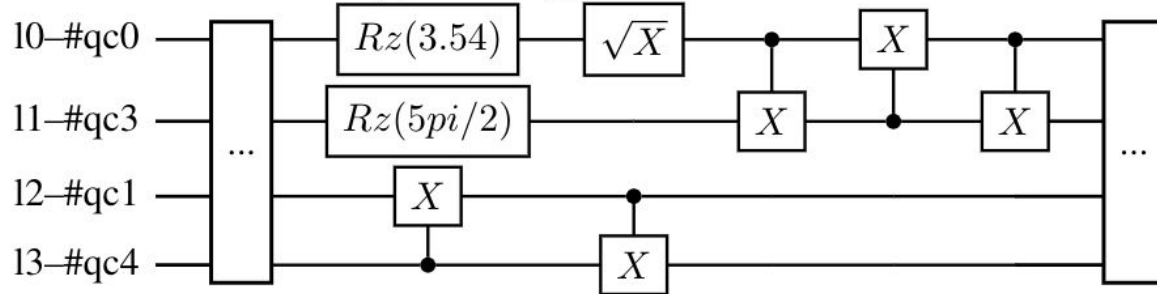 l0–#qc0 Rz(3.54) √X X
l1–#qc3 Rz(5pi/2) X X
... ...
l2–#qc1 X
l3–#qc4 X